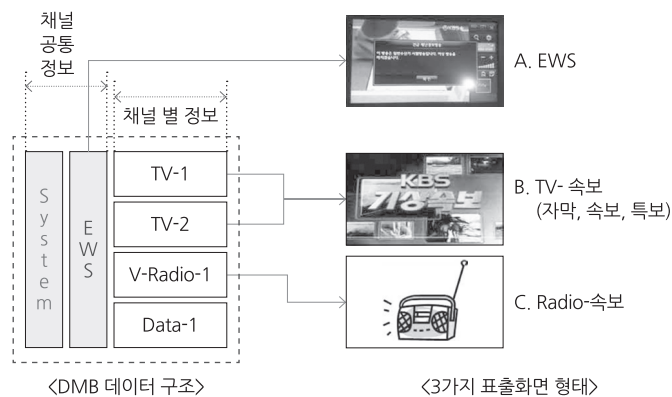 채널
공통
정보
채널 별 정보
System
EWS
TV-1
TV-2
V-Radio-1
Data-1
A. EWS
KBS
기상속보
B. TV- 속보
(자막, 속보, 특보)
C. Radio-속보
<DMB 데이터 구조>
<3가지 표출화면 형태>